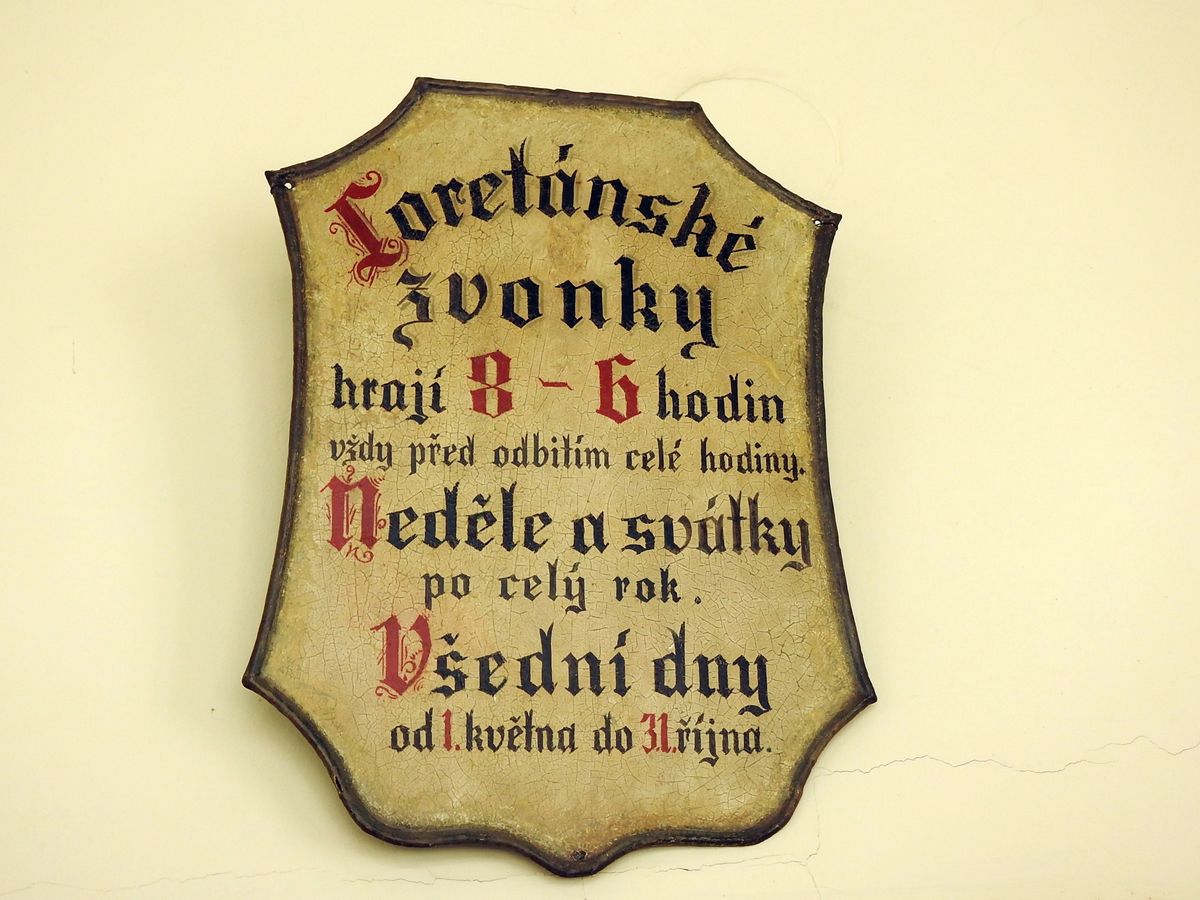 Loretánské
zvonky
hrají 8 - 6 hodin
vždy před odbitím celé hodiny.
Neděle a svátky
po celý rok.
Všední dny
od 1. května do 31. října.